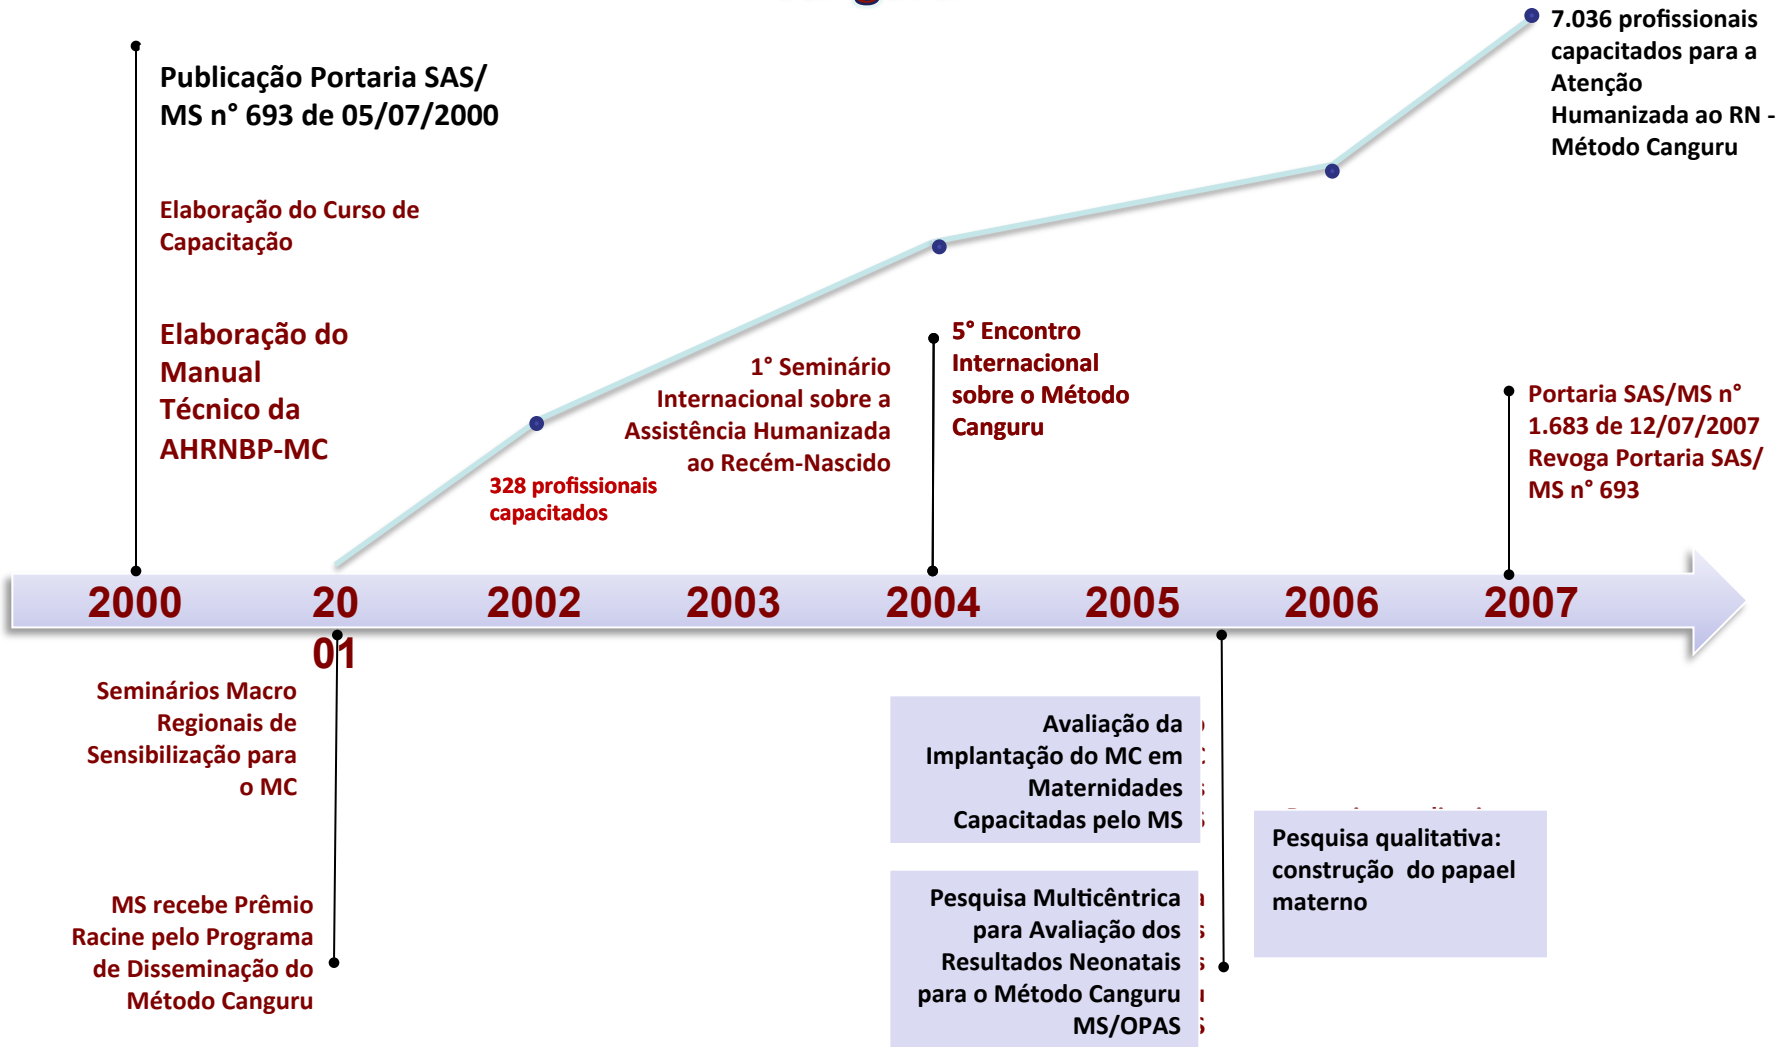 7.036 profissionais
capacitados para a
Atenção
Humanizada ao RN -
Método Canguru
Publicação Portaria SAS/
MS n° 693 de 05/07/2000
Elaboração do Curso de
Capacitação
Elaboração do
Manual
Técnico da
AHRNBP-MC
328 profissionais
capacitados
1° Seminário
Internacional sobre a
Assistência Humanizada
ao Recém-Nascido
5° Encontro
Internacional
sobre o Método
Canguru
Portaria SAS/MS n°
1.683 de 12/07/2007
Revoga Portaria SAS/
MS n° 693
2000
20
01
2002
2003
2004
2005
2006
2007
Seminários Macro
Regionais de
Sensibilização para
o MC
MS recebe Prêmio
Racine pelo Programa
de Disseminação do
Método Canguru
Avaliação da
Implantação do MC em
Maternidades
Capacitadas pelo MS
Pesquisa Multicêntrica
para Avaliação dos
Resultados Neonatais
para o Método Canguru
MS/OPAS
Pesquisa qualitativa:
construção do papael
materno